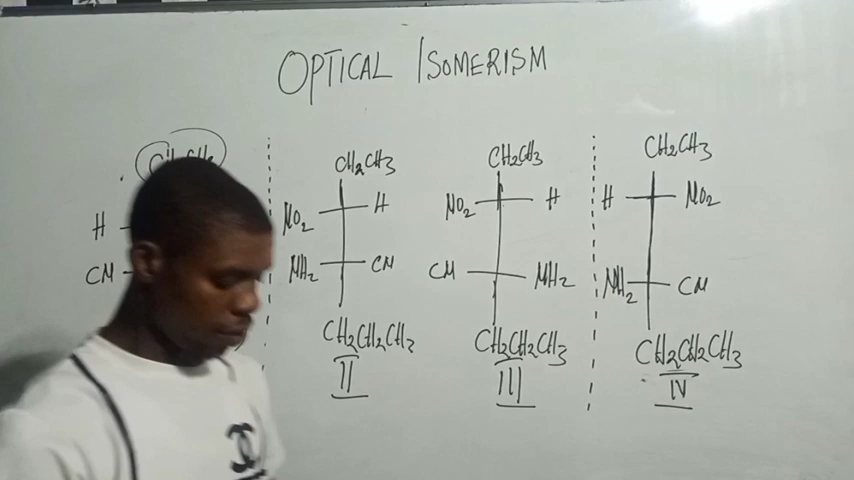 OPTICAL ISOMERISM
CH₂CH₃
NO₂ H
NH₂ CN
CH₂CH₂CH₃
II
CH₂CH₃
NO₂ H
CN NH₂
CH₂CH₂CH₃
III
CH₂CH₃
H NO₂
NH₂ CN
CH₂CH₂CH₃
IV
H
CN